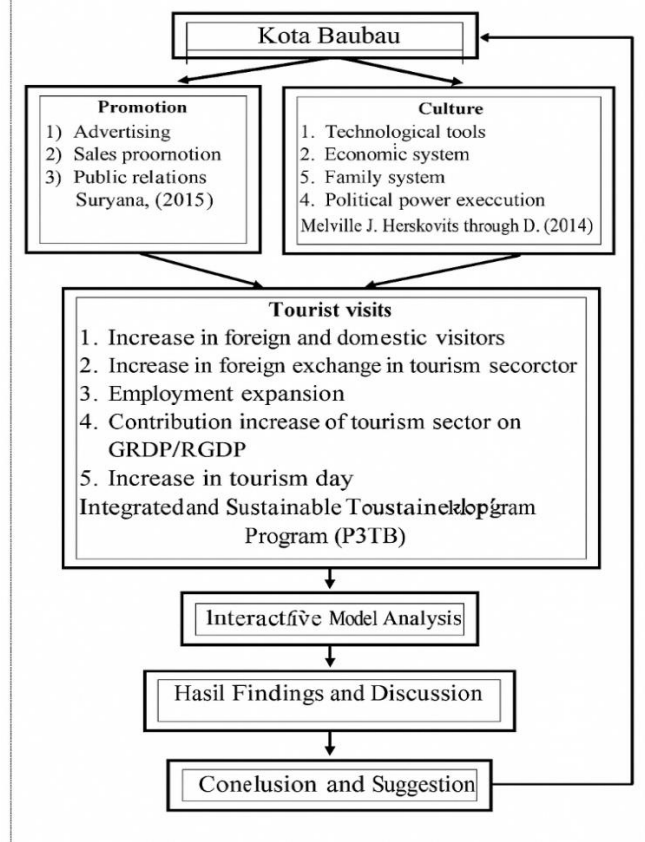 Kota Baubau
Promotion
1) Advertising
2) Sales proornotion
3) Public relations
Suryana, (2015)
Culture
1. Technological tools
2. Economic system
5. Family system
4. Political power execcution
Melville J. Herskovits through D. (2014)
Tourist visits
1. Increase in foreign and domestic visitors
2. Increase in foreign exchange in tourism secorctor
3. Employment expansion
4. Contribution increase of tourism sector on
GRDP/RGDP
5. Increase in tourism day
Integratedand Sustainable
Program (P3TB)
Interactfive Model Analysis
Hasil Findings and Discussion
Conelusion and Suggestion